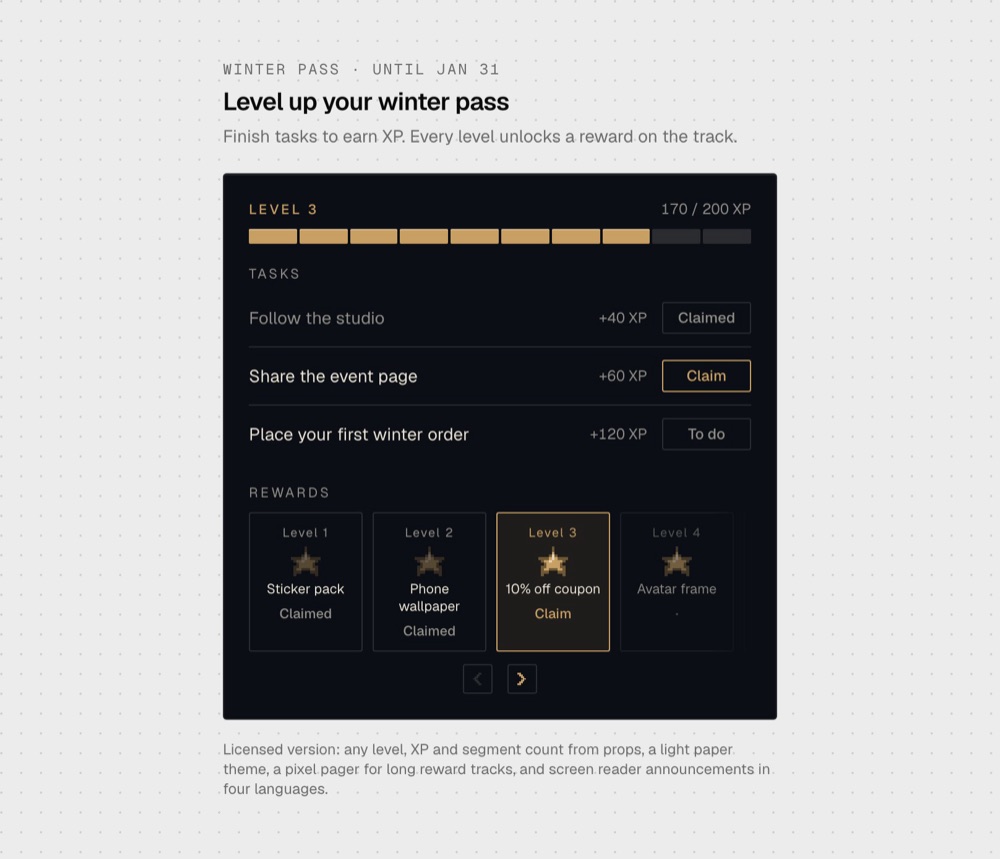 WINTER PASS · UNTIL JAN 31
Level up your winter pass
Finish tasks to earn XP. Every level unlocks a reward on the track.
LEVEL 3
170 / 200 XP
TASKS
Follow the studio
+40 XP
Claimed
Share the event page
+60 XP
Claim
Place your first winter order
+120 XP
To do
REWARDS
Level 1
Sticker pack
Claimed
Level 2
Phone
wallpaper
Claimed
Level 3
10% off coupon
Claim
Level 4
Avatar frame
·
Licensed version: any level, XP and segment count from props, a light paper
theme, a pixel pager for long reward tracks, and screen reader announcements in
four languages.